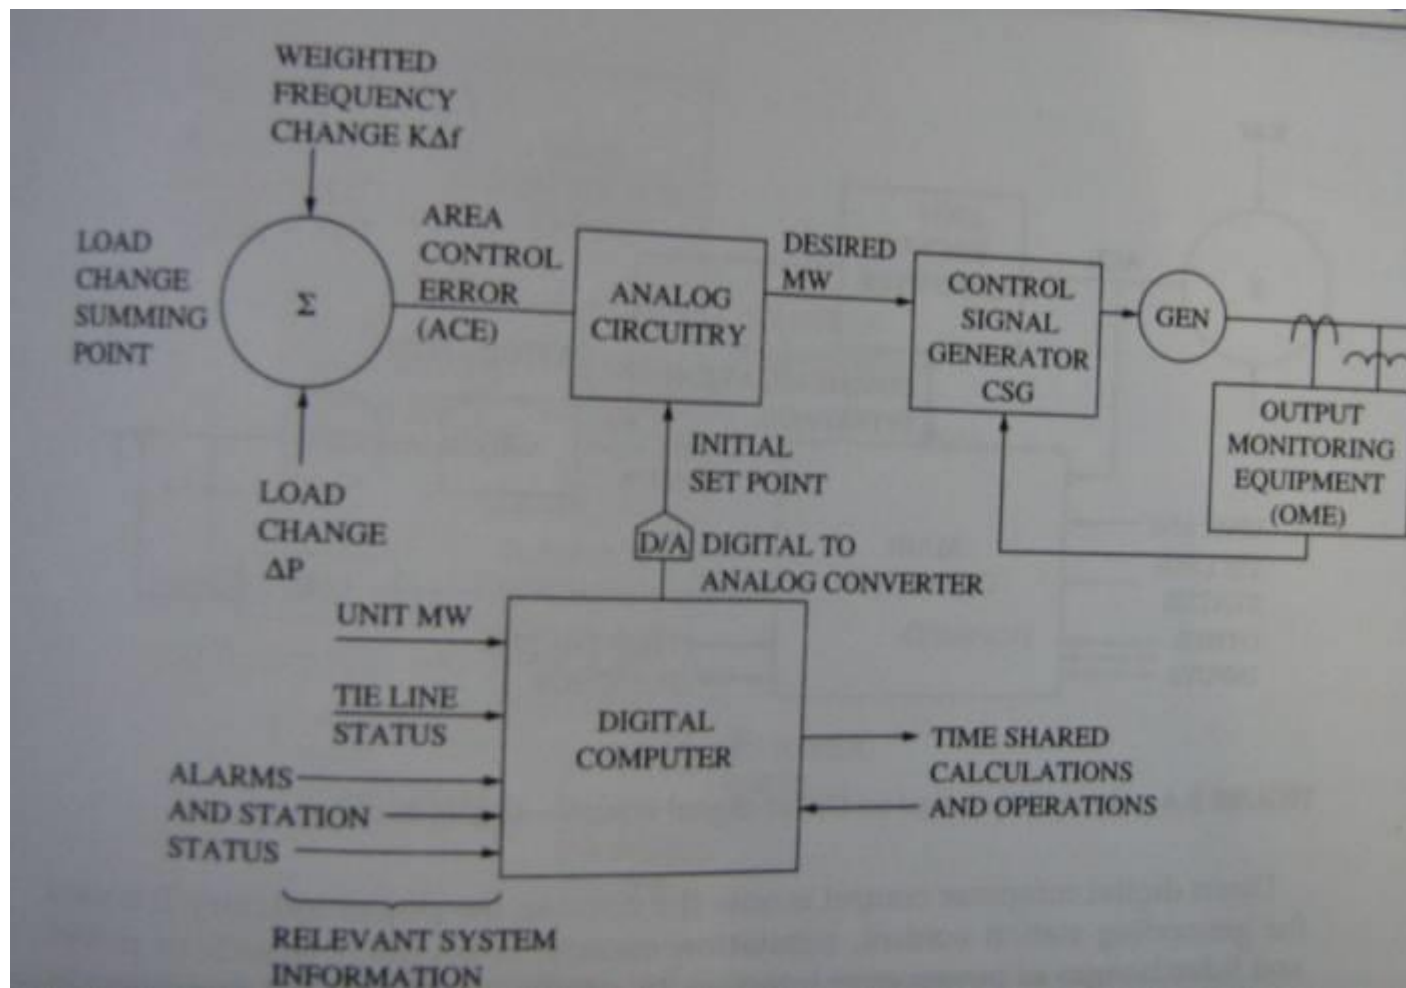 WEIGHTED
FREQUENCY
CHANGE KΔf
LOAD
CHANGE
SUMMING
POINT
Σ
AREA
CONTROL
ERROR
(ACE)
ANALOG
CIRCUITRY
DESIRED
MW
CONTROL
SIGNAL
GENERATOR
CSG
GEN
OUTPUT
MONITORING
EQUIPMENT
(OME)
LOAD
CHANGE
ΔP
INITIAL
SET POINT
D/A
DIGITAL TO
ANALOG CONVERTER
UNIT MW
TIE LINE
STATUS
ALARMS
AND STATION
STATUS
DIGITAL
COMPUTER
TIME SHARED
CALCULATIONS
AND OPERATIONS
RELEVANT SYSTEM
INFORMATION